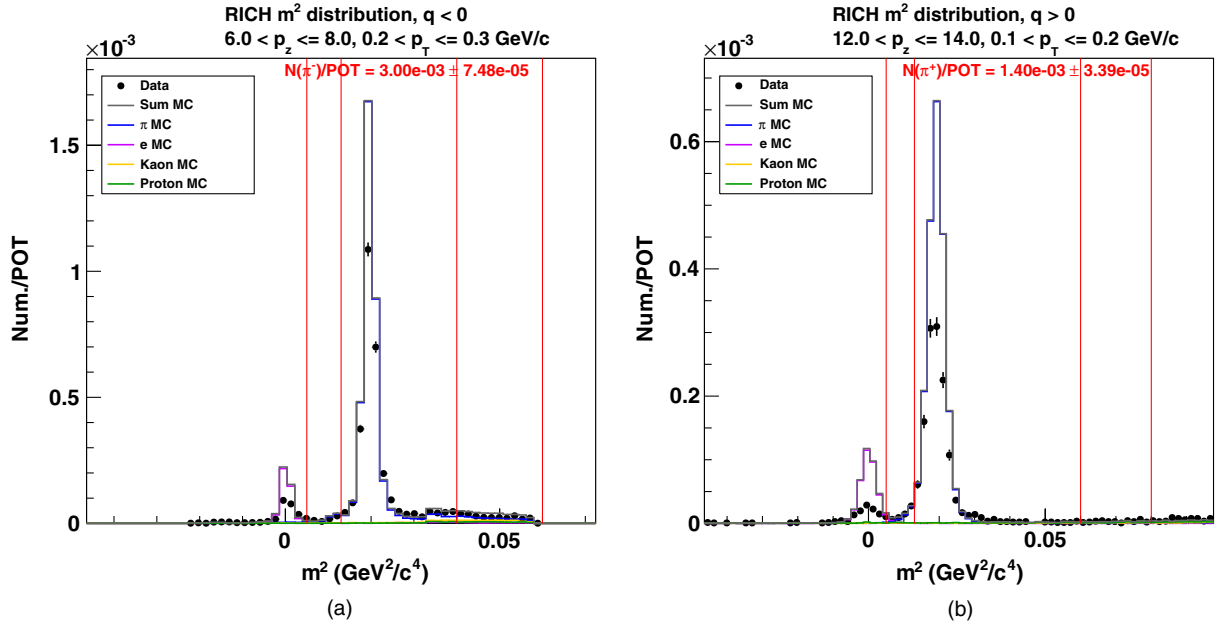 RICH m² distribution, q < 0
6.0 < p_z <= 8.0, 0.2 < p_T <= 0.3 GeV/c
×10⁻³
N(π⁻)/POT = 3.00e-03 ± 7.48e-05
Data
Sum MC
π MC
e MC
Kaon MC
Proton MC
Num./POT
1.5
1
0.5
0
0
0.05
m² (GeV²/c⁴)
(a)
RICH m² distribution, q > 0
12.0 < p_z <= 14.0, 0.1 < p_T <= 0.2 GeV/c
×10⁻³
N(π⁺)/POT = 1.40e-03 ± 3.39e-05
Data
Sum MC
π MC
e MC
Kaon MC
Proton MC
Num./POT
0.6
0.4
0.2
0
0
0.05
m² (GeV²/c⁴)
(b)